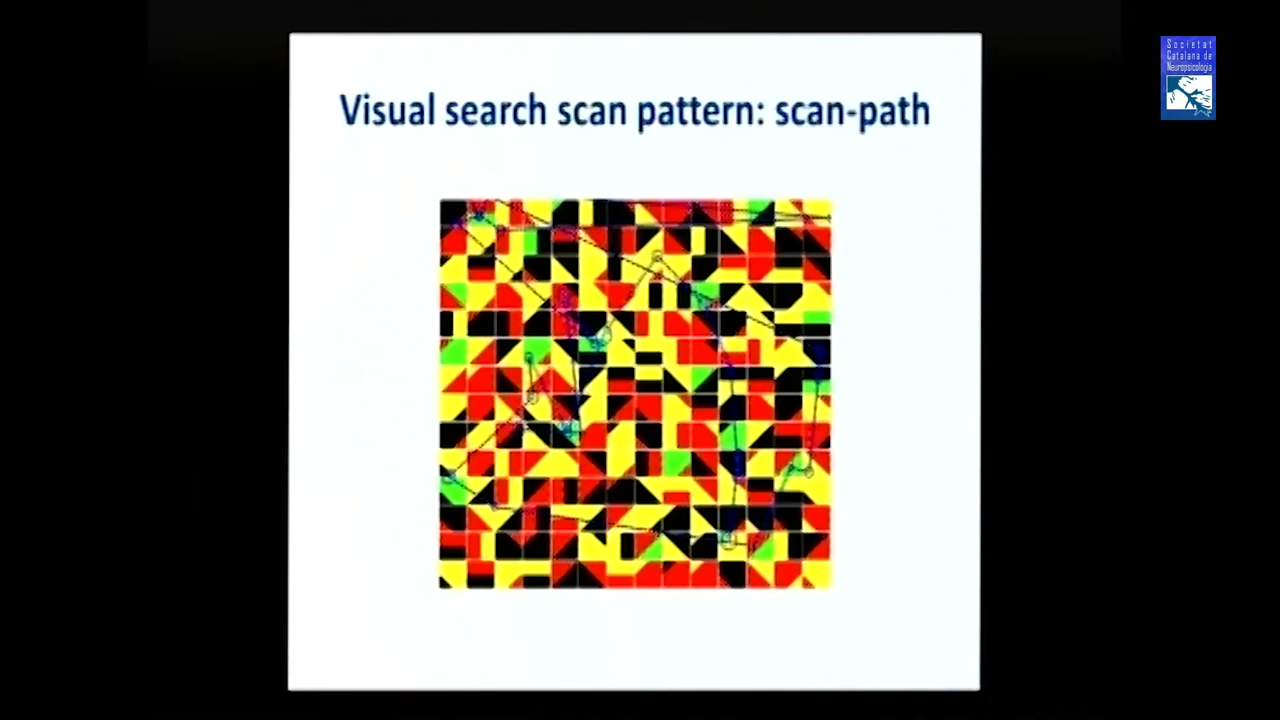 Visual search scan pattern: scan-path
Societat
Catalana de
Neuropsicologia